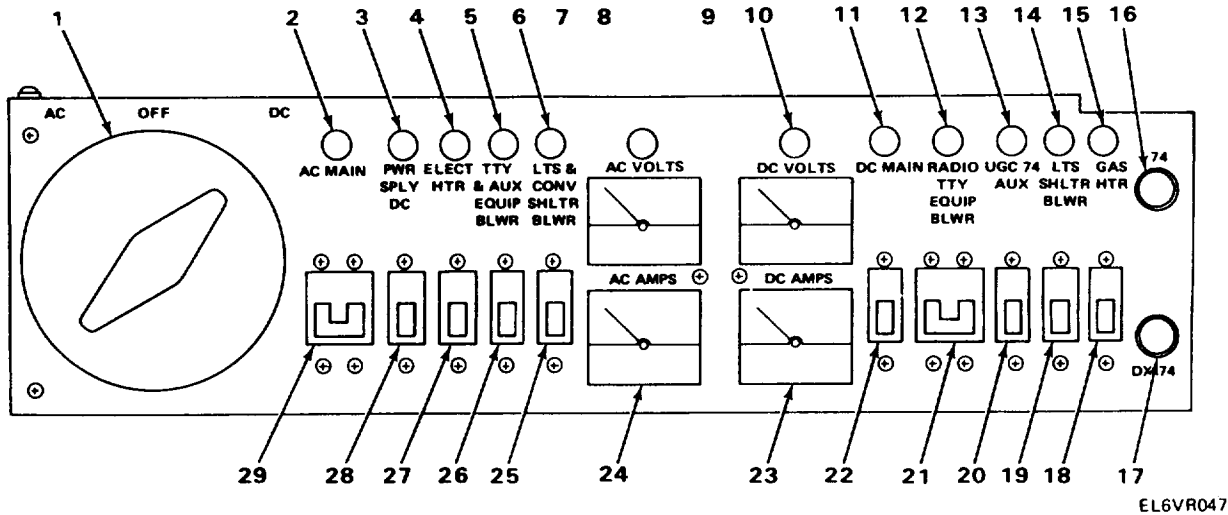 1 2 3 4 5 6 7 8 9 10 11 12 13 14 15 16
AC OFF DC
AC MAIN
PWR
SPLY
DC
ELECT
HTR
TTY
& AUX
EQUIP
BLWR
LTS &
CONV
SHLTR
BLWR
AC VOLTS
DC VOLTS
DC MAIN
RADIO
TTY
EQUIP
BLWR
UGC 74
AUX
LTS
SHLTR
BLWR
GAS
HTR
74
AC AMPS
DC AMPS
DX 74
29 28 27 26 25 24 23 22 21 20 19 18 17
EL6VR047